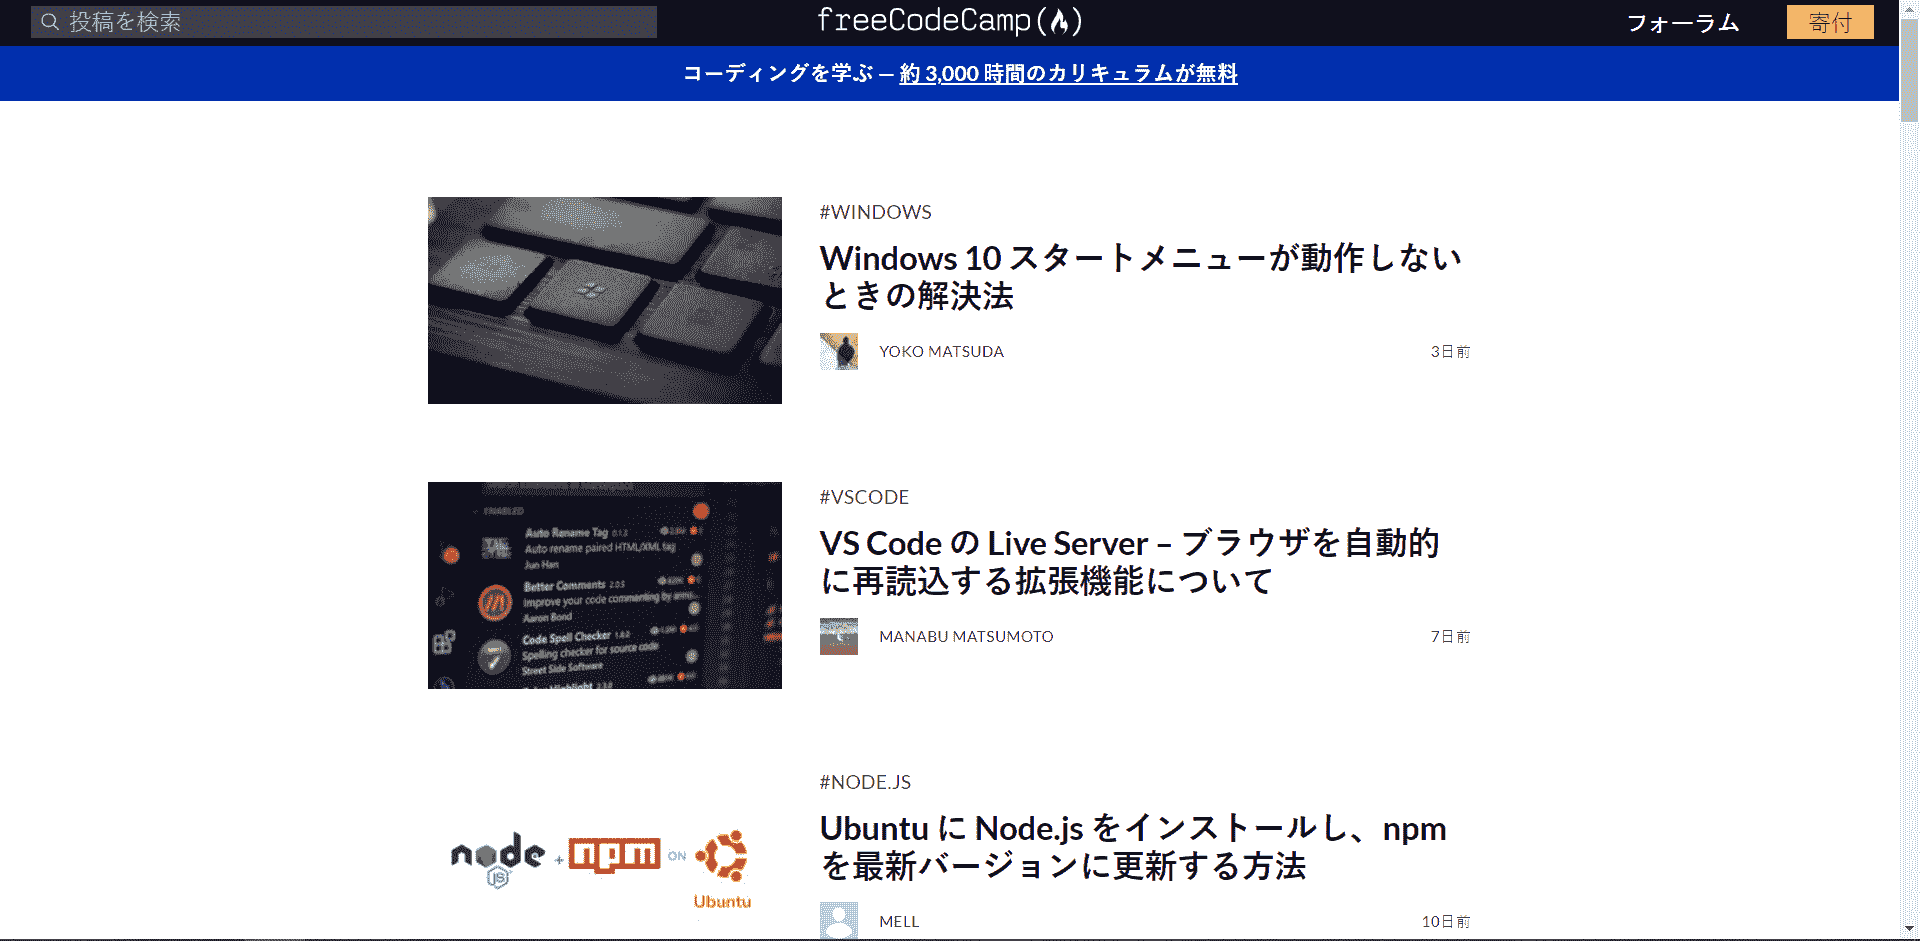 投稿を検索
freeCodeCamp
フォーラム
寄付
コーディングを学ぶ — 約 3,000 時間のカリキュラムが無料
#WINDOWS
Windows 10 スタートメニューが動作しない
ときの解決法
YOKO MATSUDA
3日前
ENABLED
Auto Rename Tag 0.1.2
Auto rename paired HTML/XML tag
Jun Han
Better Comments 2.0.5
Improve your code commenting by
Aaron Bond
Code Spell Checker
Spelling checker for source code
Street Side Software
#VSCODE
VS Code の Live Server – ブラウザを自動的
に再読込する拡張機能について
MANABU MATSUMOTO
7日前
node
JS
+
npm
ON
Ubuntu
#NODE.JS
Ubuntu に Node.js をインストールし、npm
を最新バージョンに更新する方法
MELL
10日前